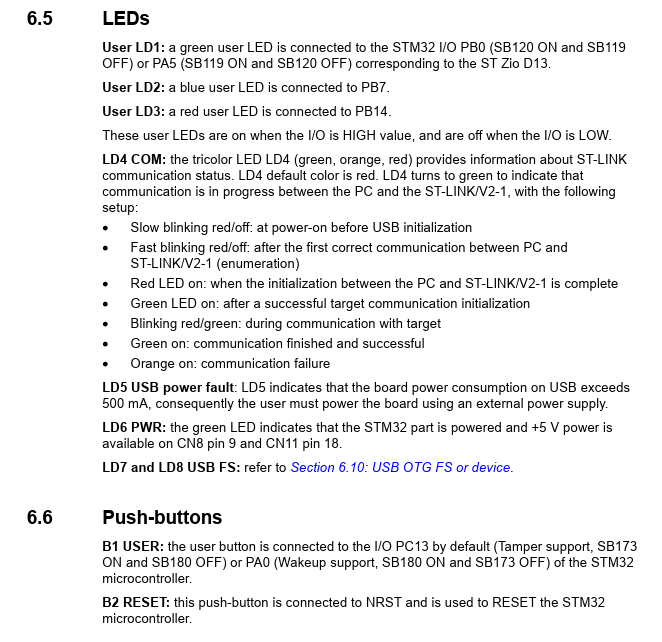 6.5 LEDs
User LD1: a green user LED is connected to the STM32 I/O PB0 (SB120 ON and SB119
OFF) or PA5 (SB119 ON and SB120 OFF) corresponding to the ST Zio D13.
User LD2: a blue user LED is connected to PB7.
User LD3: a red user LED is connected to PB14.
These user LEDs are on when the I/O is HIGH value, and are off when the I/O is LOW.
LD4 COM: the tricolor LED LD4 (green, orange, red) provides information about ST-LINK
communication status. LD4 default color is red. LD4 turns to green to indicate that
communication is in progress between the PC and the ST-LINK/V2-1, with the following
setup:
• Slow blinking red/off: at power-on before USB initialization
• Fast blinking red/off: after the first correct communication between PC and
ST-LINK/V2-1 (enumeration)
• Red LED on: when the initialization between the PC and ST-LINK/V2-1 is complete
• Green LED on: after a successful target communication initialization
• Blinking red/green: during communication with target
• Green on: communication finished and successful
• Orange on: communication failure
LD5 USB power fault: LD5 indicates that the board power consumption on USB exceeds
500 mA, consequently the user must power the board using an external power supply.
LD6 PWR: the green LED indicates that the STM32 part is powered and +5 V power is
available on CN8 pin 9 and CN11 pin 18.
LD7 and LD8 USB FS: refer to Section 6.10: USB OTG FS or device.
6.6 Push-buttons
B1 USER: the user button is connected to the I/O PC13 by default (Tamper support, SB173
ON and SB180 OFF) or PA0 (Wakeup support, SB180 ON and SB173 OFF) of the STM32
microcontroller.
B2 RESET: this push-button is connected to NRST and is used to RESET the STM32
microcontroller.